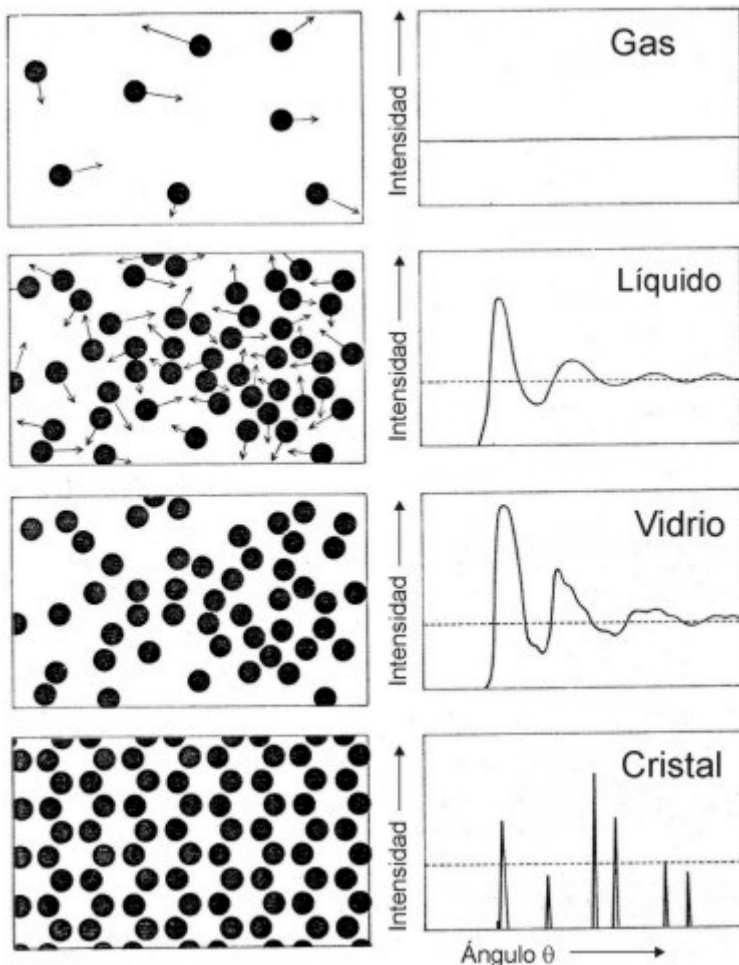 Gas
Intensidad
Líquido
Intensidad
Vidrio
Intensidad
Cristal
Intensidad
Ángulo θ